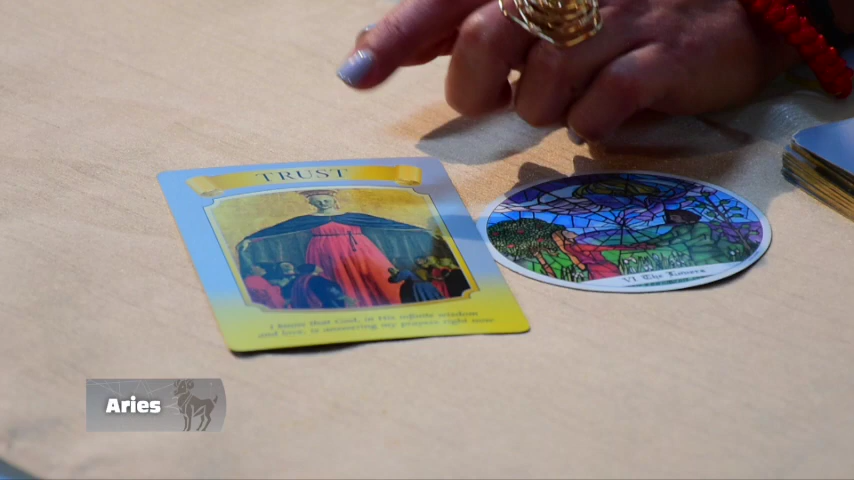 TRUST
I know that God, in His infinite wisdom
and love, is answering my prayers right now
VI The Lovers
Aries